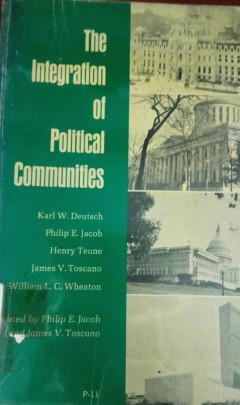 The
Integration
of
Political
Communities
Karl W. Deutsch
Philip E. Jacob
Henry Teune
James V. Toscano
William L. C. Wheaton
edited by Philip E. Jacob
and James V. Toscano
P-11